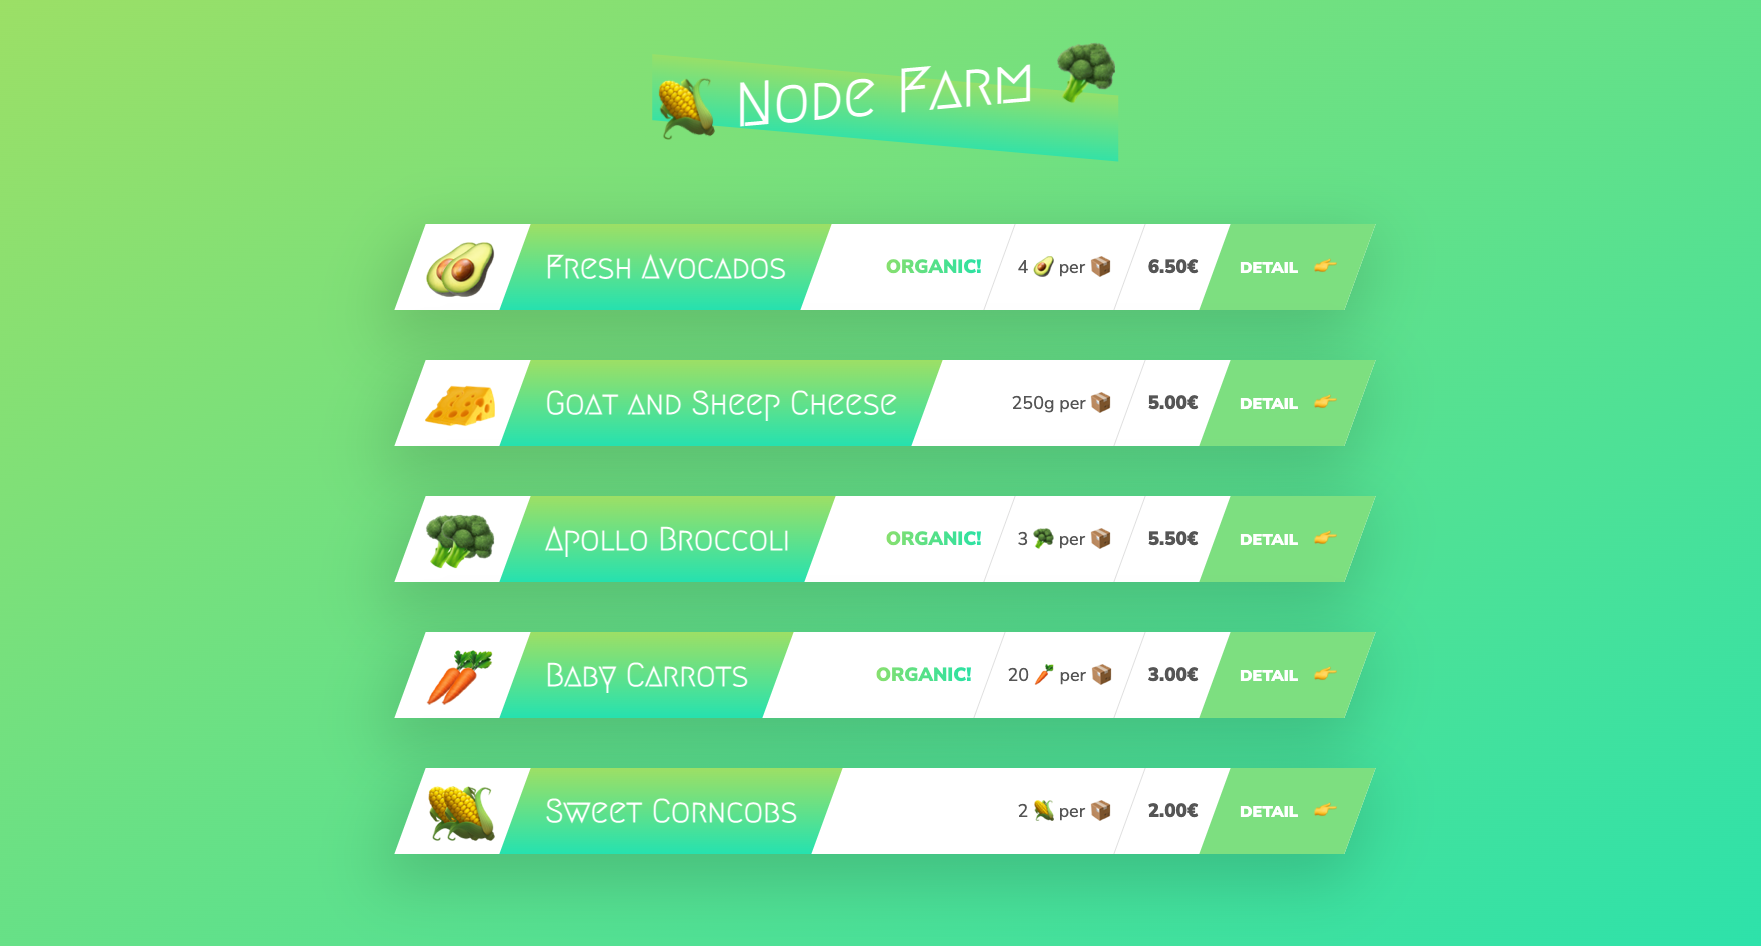 🌽 Node Farm 🥦
Fresh Avocados ORGANIC! 4 🥑 per 📦 6.50€ DETAIL 👉
Goat and Sheep Cheese 250g per 📦 5.00€ DETAIL 👉
Apollo Broccoli ORGANIC! 3 🥦 per 📦 5.50€ DETAIL 👉
Baby Carrots ORGANIC! 20 🥕 per 📦 3.00€ DETAIL 👉
Sweet Corncobs 2 🌽 per 📦 2.00€ DETAIL 👉